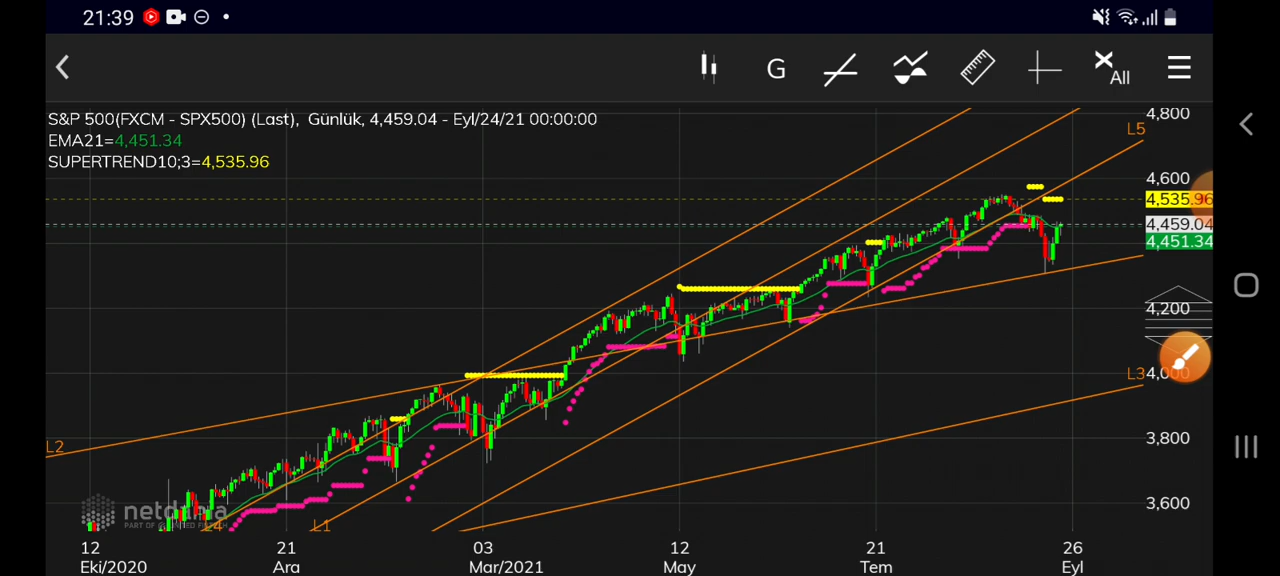 21:39
G
All
S&P 500(FXCM - SPX500) (Last), Günlük, 4,459.04 - Eyl/24/21 00:00:00
EMA21=4,451.34
SUPERTREND10;3=4,535.96
4,800
L5
4,600
4,535.96
4,459.04
4,451.34
4,200
L3
4,000
3,800
3,600
L2
L4
L1
netdania
12 21 03 12 21 26
Eki/2020 Ara Mar/2021 May Tem Eyl